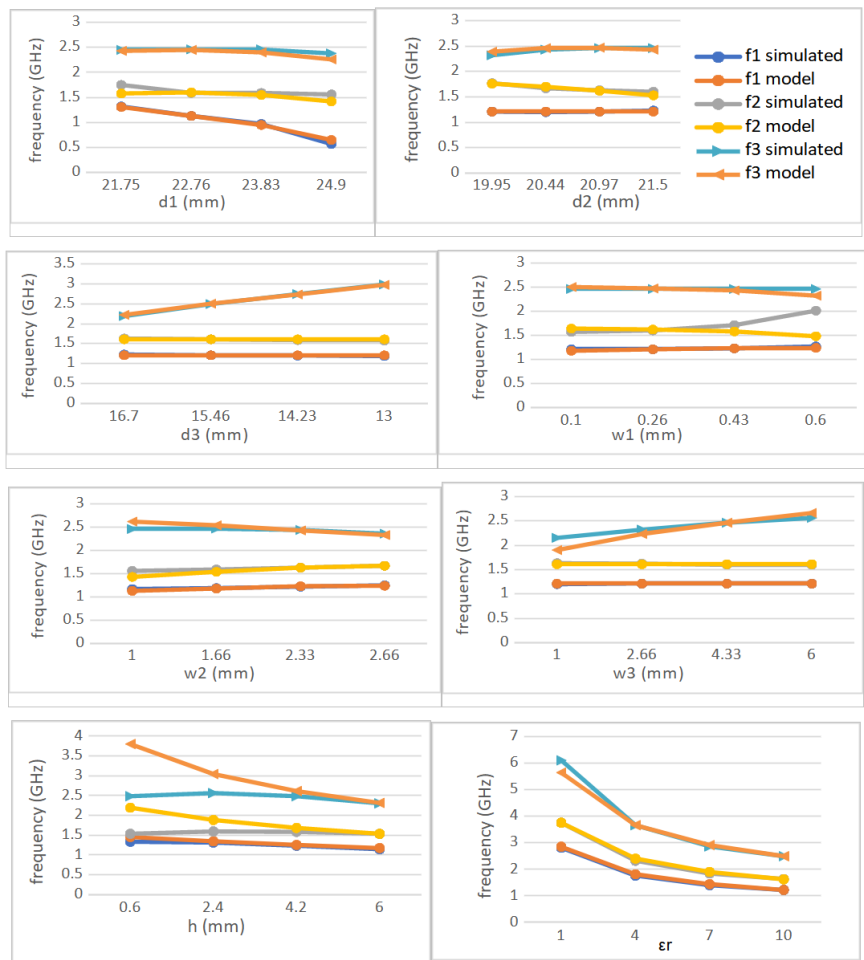 frequency (GHz)
3
2.5
2
1.5
1
0.5
0
21.75 22.76 23.83 24.9
d1 (mm)
frequency (GHz)
3
2.5
2
1.5
1
0.5
0
19.95 20.44 20.97 21.5
d2 (mm)
f1 simulated
f1 model
f2 simulated
f2 model
f3 simulated
f3 model
frequency (GHz)
3.5
3
2.5
2
1.5
1
0.5
0
16.7 15.46 14.23 13
d3 (mm)
frequency (GHz)
3
2.5
2
1.5
1
0.5
0
0.1 0.26 0.43 0.6
w1 (mm)
frequency (GHz)
3
2.5
2
1.5
1
0.5
0
1 1.66 2.33 2.66
w2 (mm)
frequency (GHz)
3
2.5
2
1.5
1
0.5
0
1 2.66 4.33 6
w3 (mm)
frequency (GHz)
4
3.5
3
2.5
2
1.5
1
0.5
0
0.6 2.4 4.2 6
h (mm)
frequency (GHz)
7
6
5
4
3
2
1
0
1 4 7 10
εr